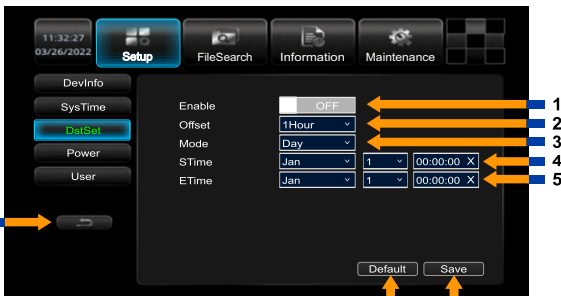 11:32:27
03/26/2022
Setup
FileSearch
Information
Maintenance
DevInfo
SysTime
DstSet
Power
User
Enable OFF 1
Offset 1Hour 2
Mode Day 3
STime Jan 1 00:00:00 X 4
ETime Jan 1 00:00:00 X 5
Default Save